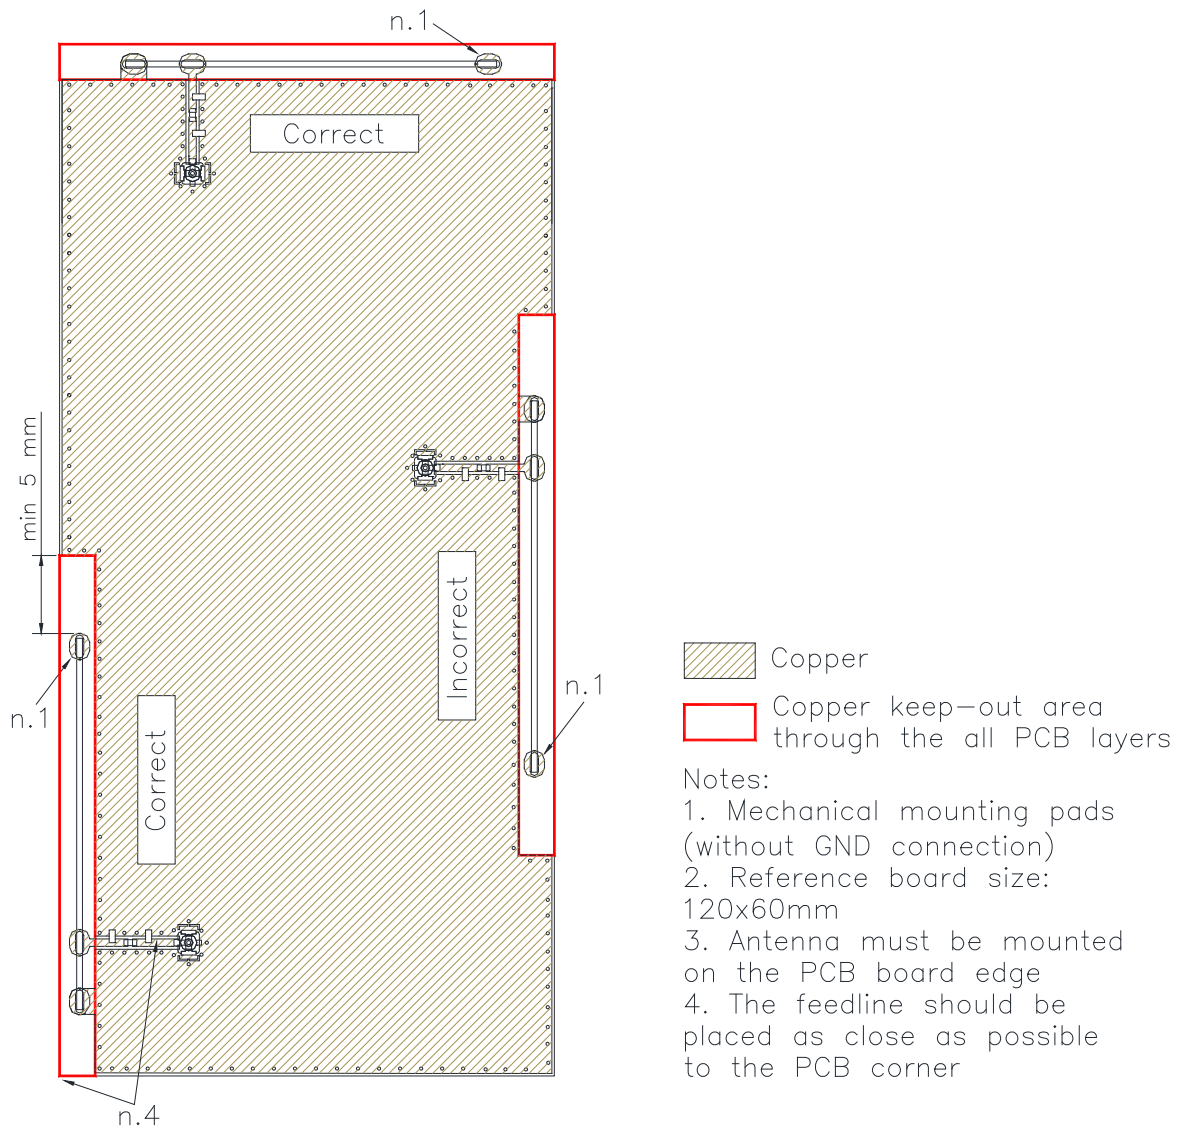 n.1
Correct
min 5 mm
Incorrect
n.1
n.1
Correct
n.4
Copper
Copper keep-out area
through the all PCB layers
Notes:
1. Mechanical mounting pads
(without GND connection)
2. Reference board size:
120x60mm
3. Antenna must be mounted
on the PCB board edge
4. The feedline should be
placed as close as possible
to the PCB corner